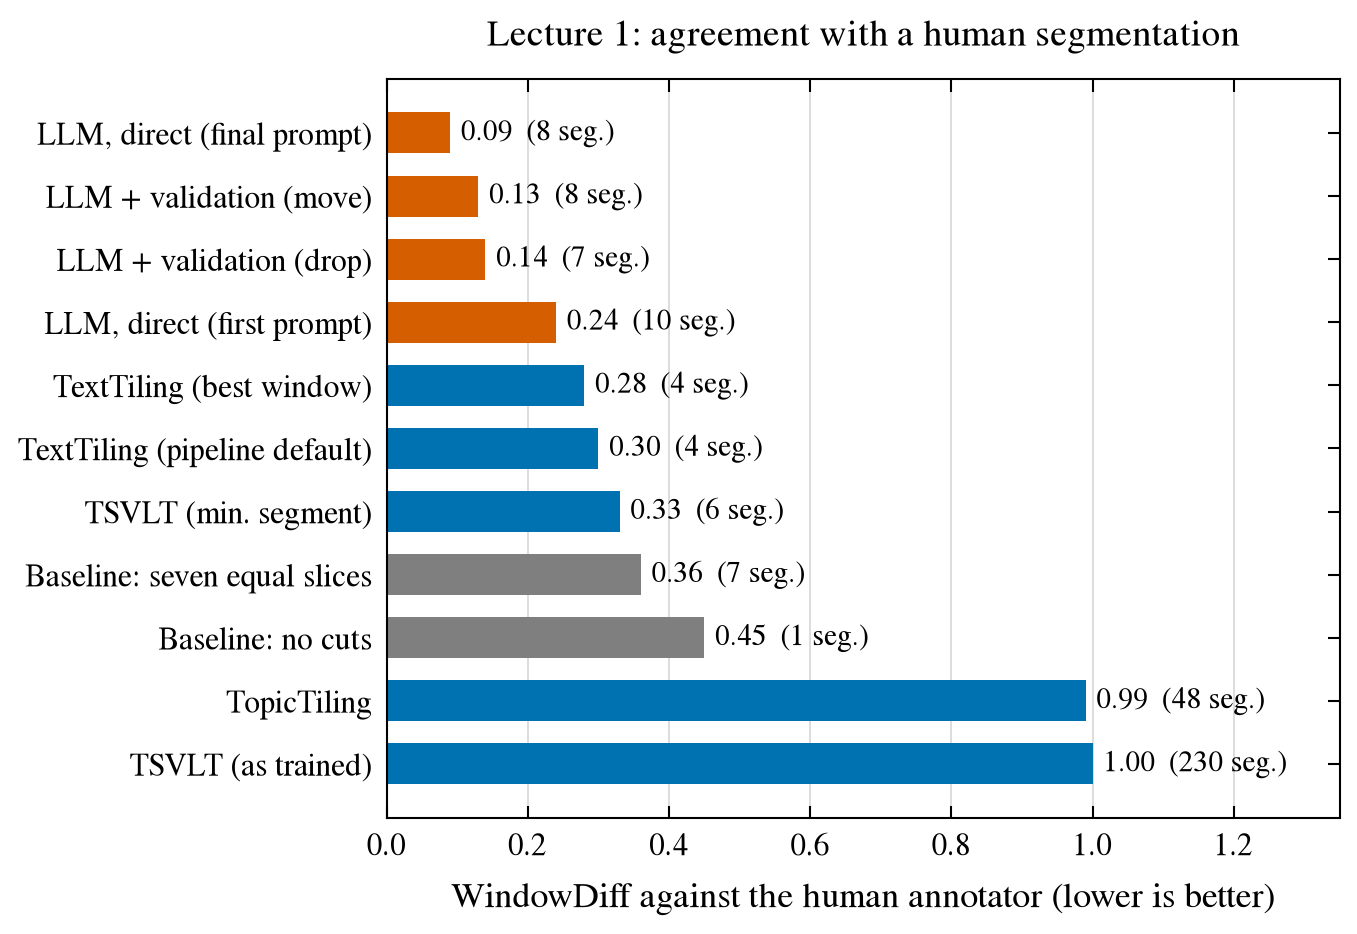 Lecture 1: agreement with a human segmentation
LLM, direct (final prompt) 0.09 (8 seg.)
LLM + validation (move) 0.13 (8 seg.)
LLM + validation (drop) 0.14 (7 seg.)
LLM, direct (first prompt) 0.24 (10 seg.)
TextTiling (best window) 0.28 (4 seg.)
TextTiling (pipeline default) 0.30 (4 seg.)
TSVLT (min. segment) 0.33 (6 seg.)
Baseline: seven equal slices 0.36 (7 seg.)
Baseline: no cuts 0.45 (1 seg.)
TopicTiling 0.99 (48 seg.)
TSVLT (as trained) 1.00 (230 seg.)
0.0 0.2 0.4 0.6 0.8 1.0 1.2
WindowDiff against the human annotator (lower is better)